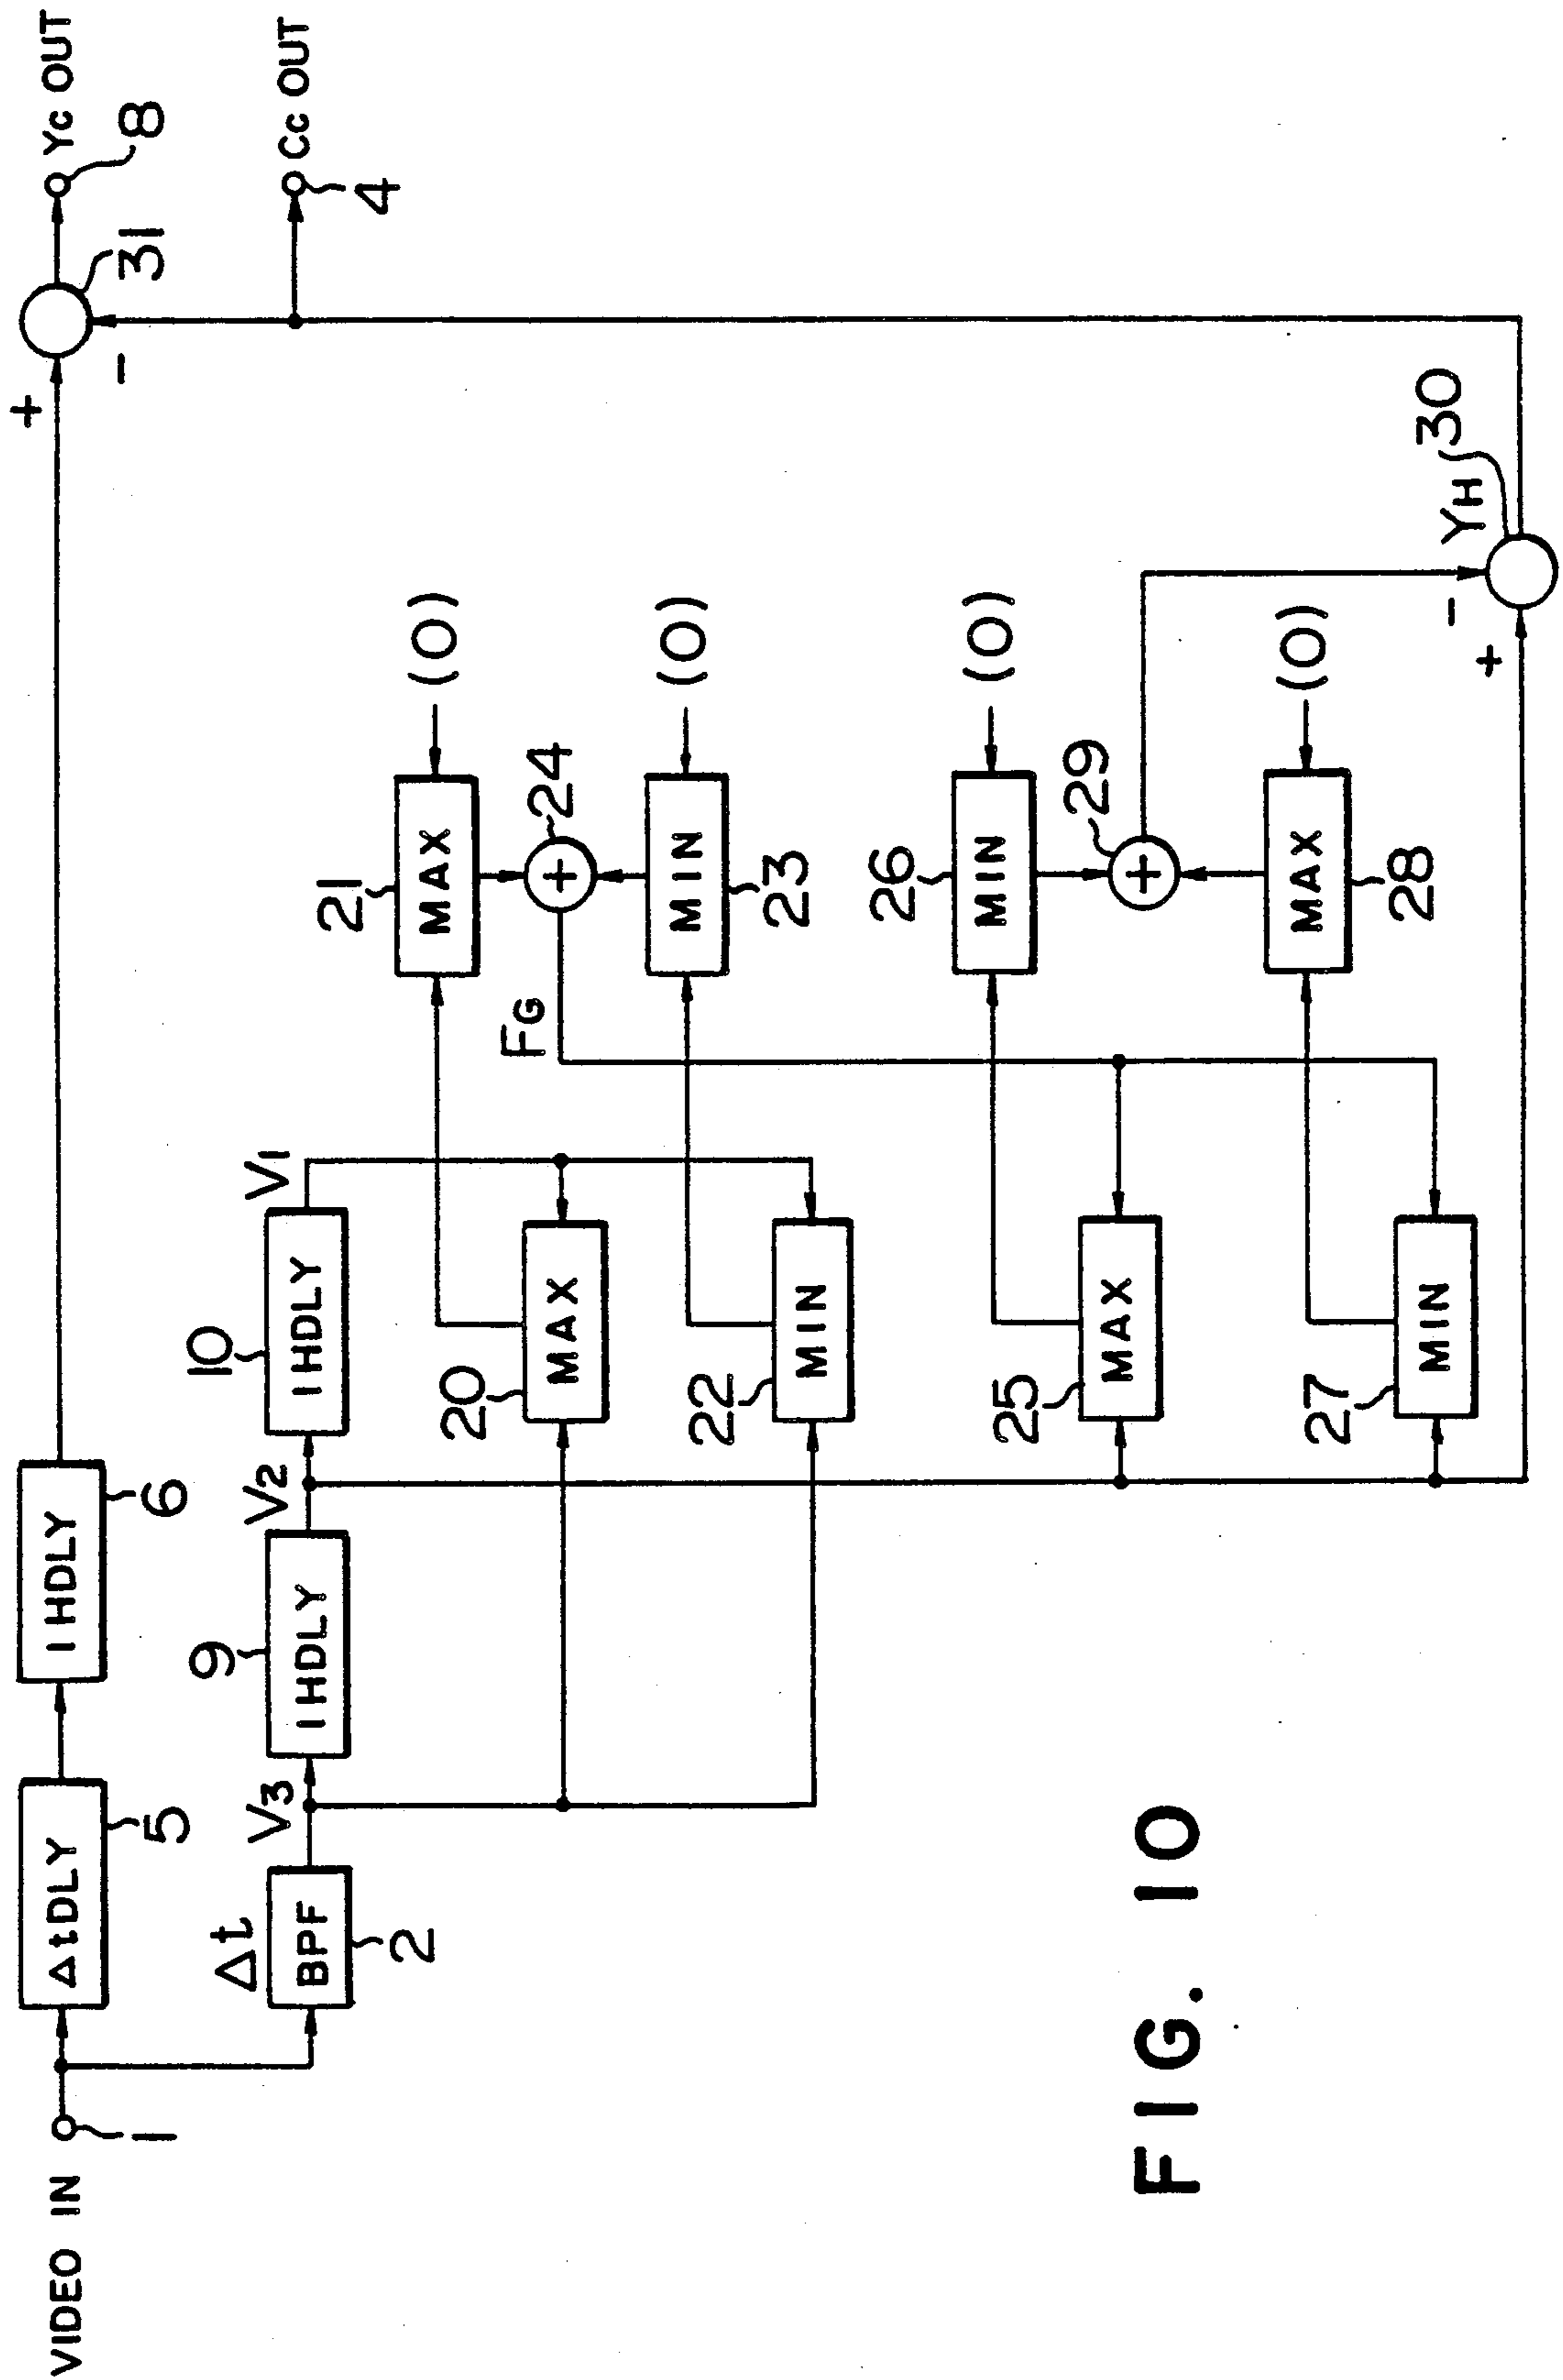 VIDEO IN
1
ΔtDLY
5
1HDLY
6
+
-
31
Yc OUT
8
Cc OUT
4
Δt
BPF
2
V3
9
1HDLY
V2
10
1HDLY
V1
20
MAX
22
MIN
21
MAX
(0)
FG
24
+
MIN
23
(0)
25
MAX
27
MIN
26
MIN
(0)
29
+
MAX
28
(0)
-
+
YH
30
FIG. 10